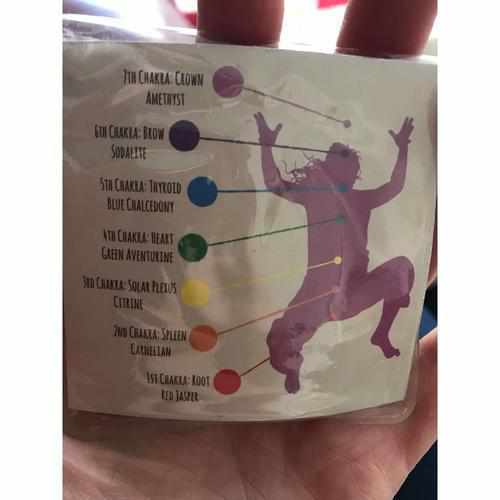 7th Chakra: Crown
Amethyst
6th Chakra: Brow
Sodalite
5th Chakra: Thyroid
Blue Chalcedony
4th Chakra: Heart
Green Aventurine
3rd Chakra: Solar Plexus
Citrine
2nd Chakra: Spleen
Carnelian
1st Chakra: Root
Red Jasper